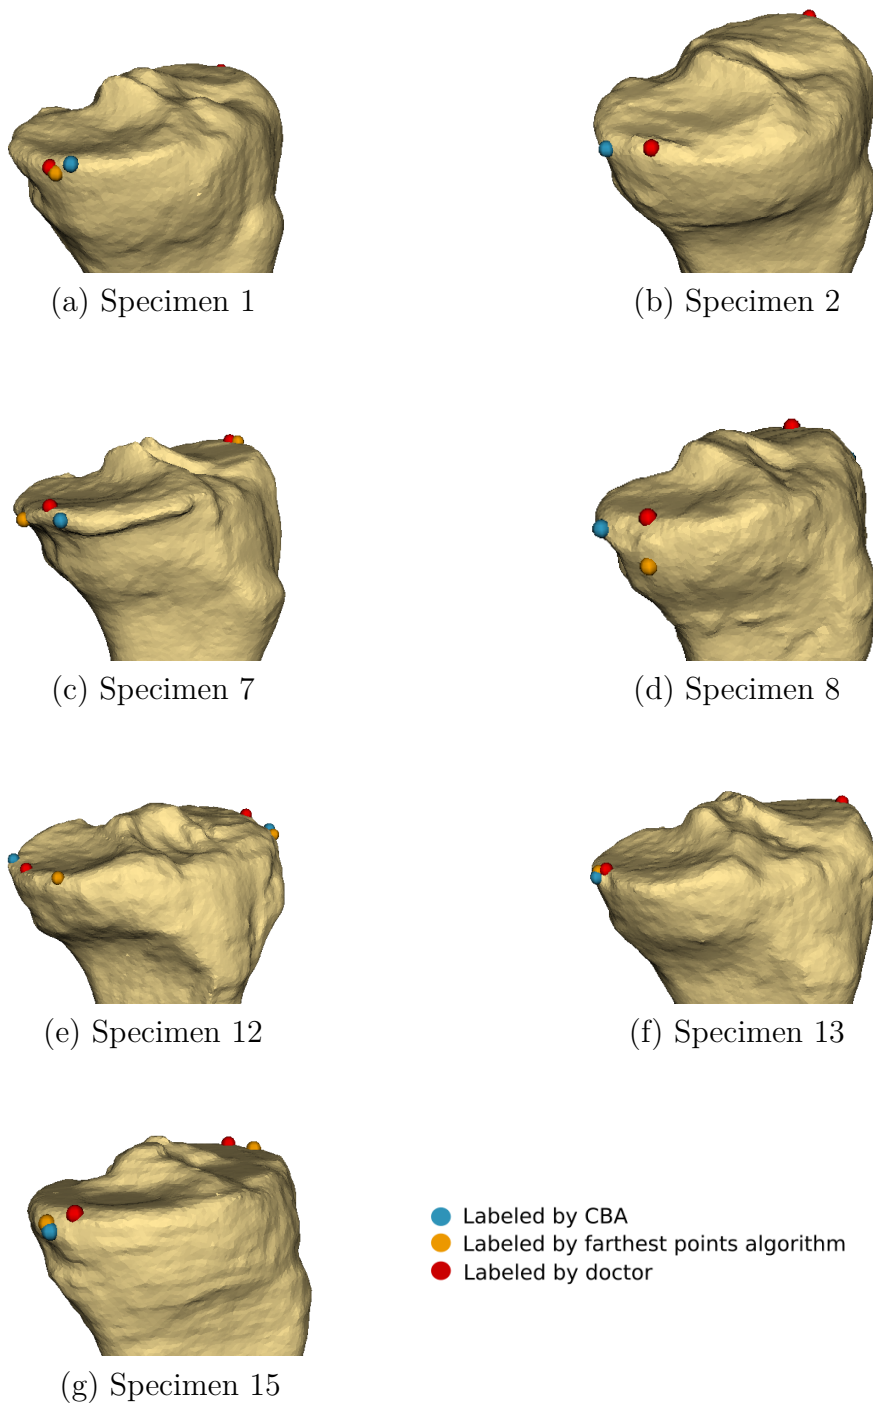 (a) Specimen 1
(b) Specimen 2
(c) Specimen 7
(d) Specimen 8
(e) Specimen 12
(f) Specimen 13
Labeled by CBA
Labeled by farthest points algorithm
Labeled by doctor
(g) Specimen 15